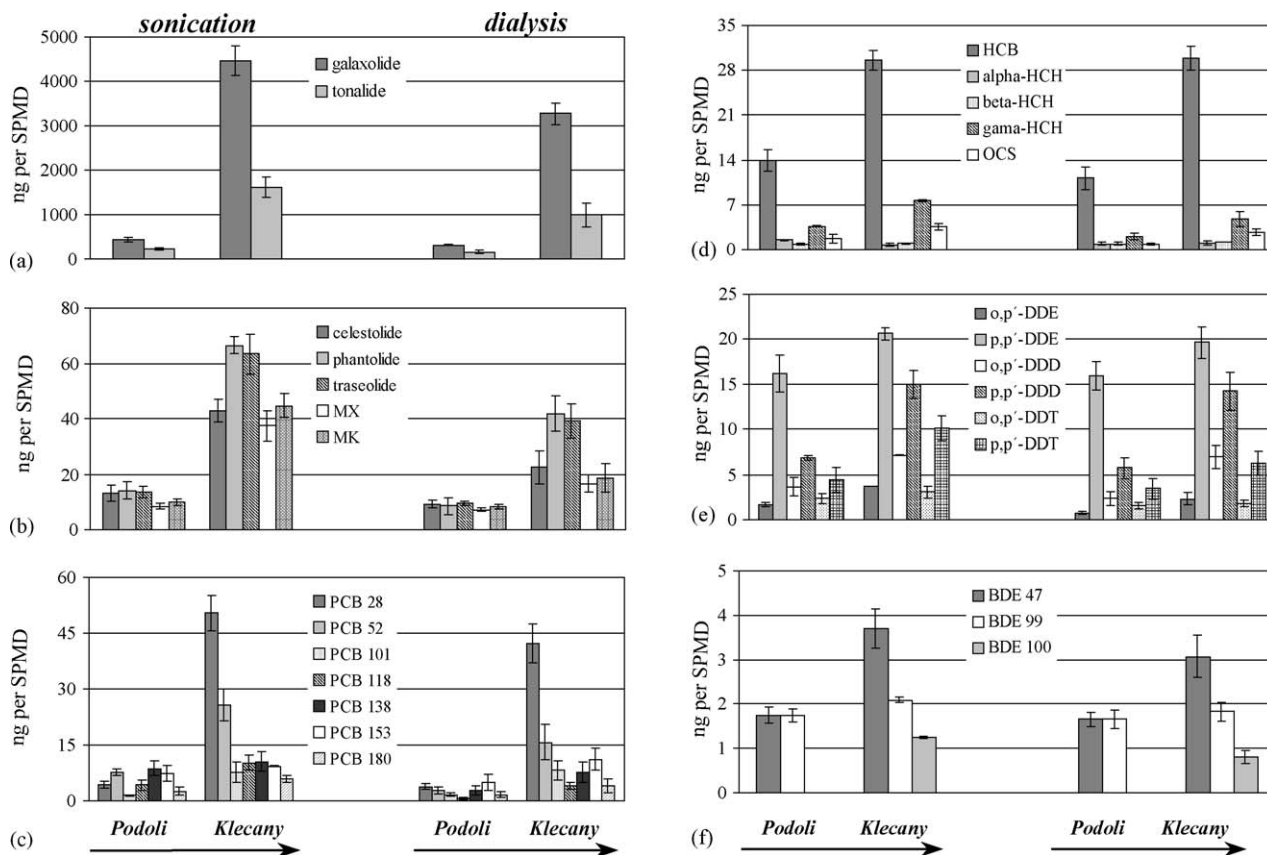 sonication
dialysis
ng per SPMD
5000
4000
3000
2000
1000
0
galaxolide
tonalide
(a)
ng per SPMD
80
60
40
20
0
celestolide
phantolide
traseolide
MX
MK
(b)
ng per SPMD
60
45
30
15
0
PCB 28
PCB 52
PCB 101
PCB 118
PCB 138
PCB 153
PCB 180
(c)
Podoli
Klecany
Podoli
Klecany
ng per SPMD
35
28
21
14
7
0
HCB
alpha-HCH
beta-HCH
gama-HCH
OCS
(d)
ng per SPMD
25
20
15
10
5
0
o,p´-DDE
p,p´-DDE
o,p´-DDD
p,p´-DDD
o,p´-DDT
p,p´-DDT
(e)
ng per SPMD
5
4
3
2
1
0
BDE 47
BDE 99
BDE 100
(f)
Podoli
Klecany
Podoli
Klecany